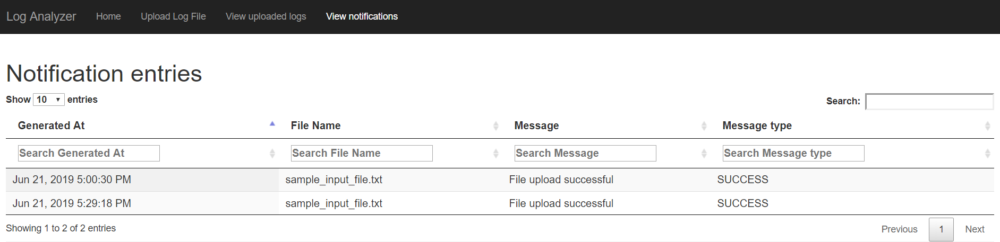 Log Analyzer Home Upload Log File View uploaded logs View notifications
Notification entries
Show 10 entries Search:
Generated At File Name Message Message type
Search Generated At Search File Name Search Message Search Message type
Jun 21, 2019 5:00:30 PM sample_input_file.txt File upload successful SUCCESS
Jun 21, 2019 5:29:18 PM sample_input_file.txt File upload successful SUCCESS
Showing 1 to 2 of 2 entries Previous 1 Next